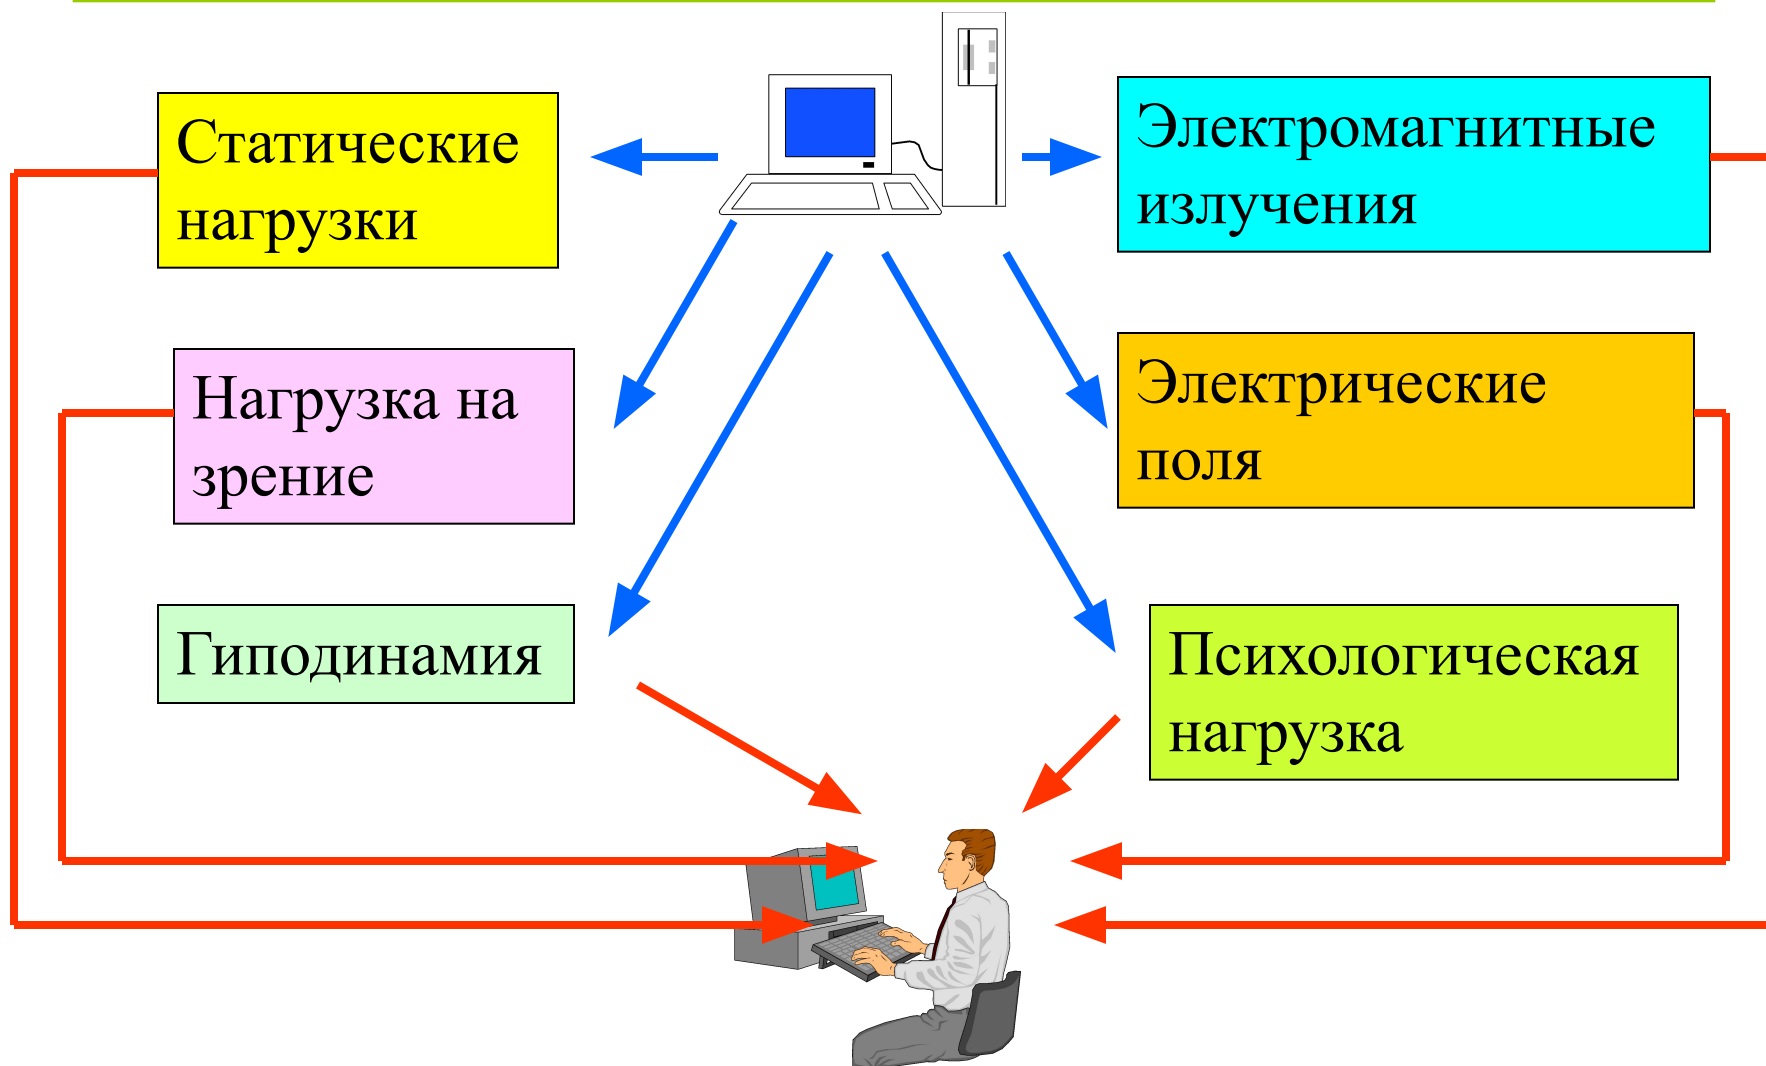 Статические
нагрузки
Электромагнитные
излучения
Нагрузка на
зрение
Электрические
поля
Гиподинамия
Психологическая
нагрузка